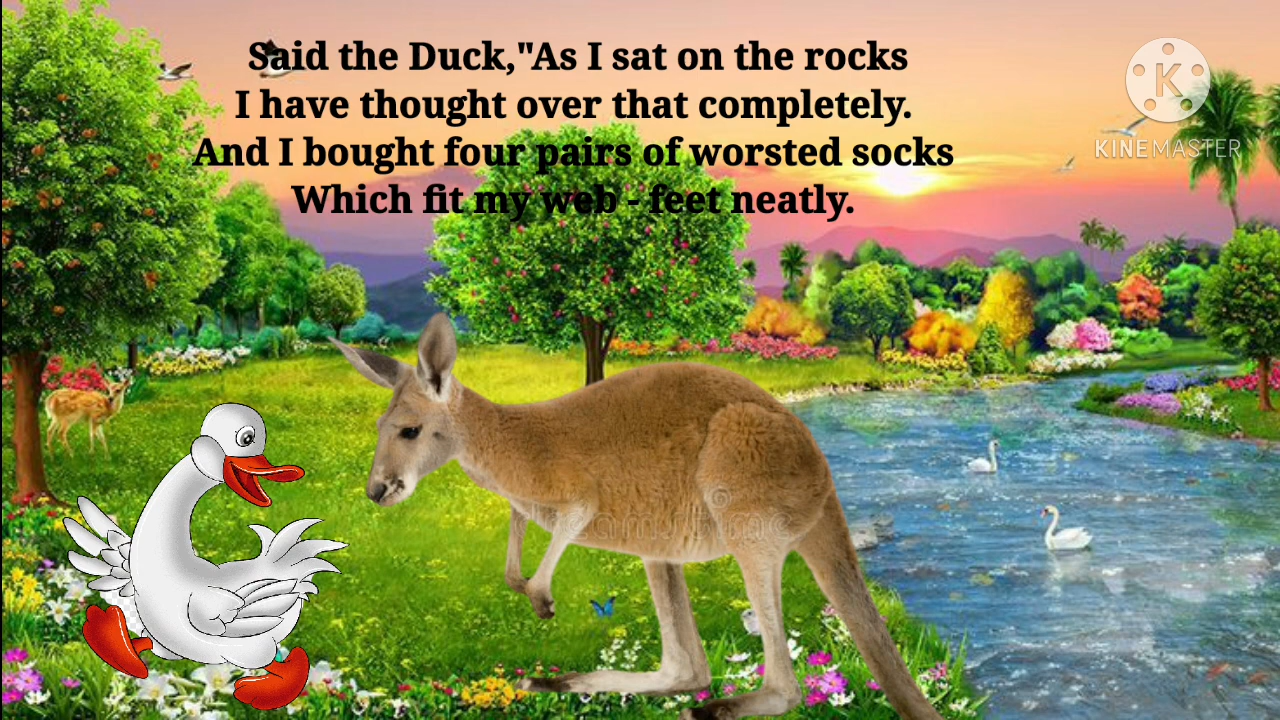 Said the Duck,"As I sat on the rocks
I have thought over that completely.
And I bought four pairs of worsted socks
Which fit my web - feet neatly.
K
KINEMASTER
dreamstime